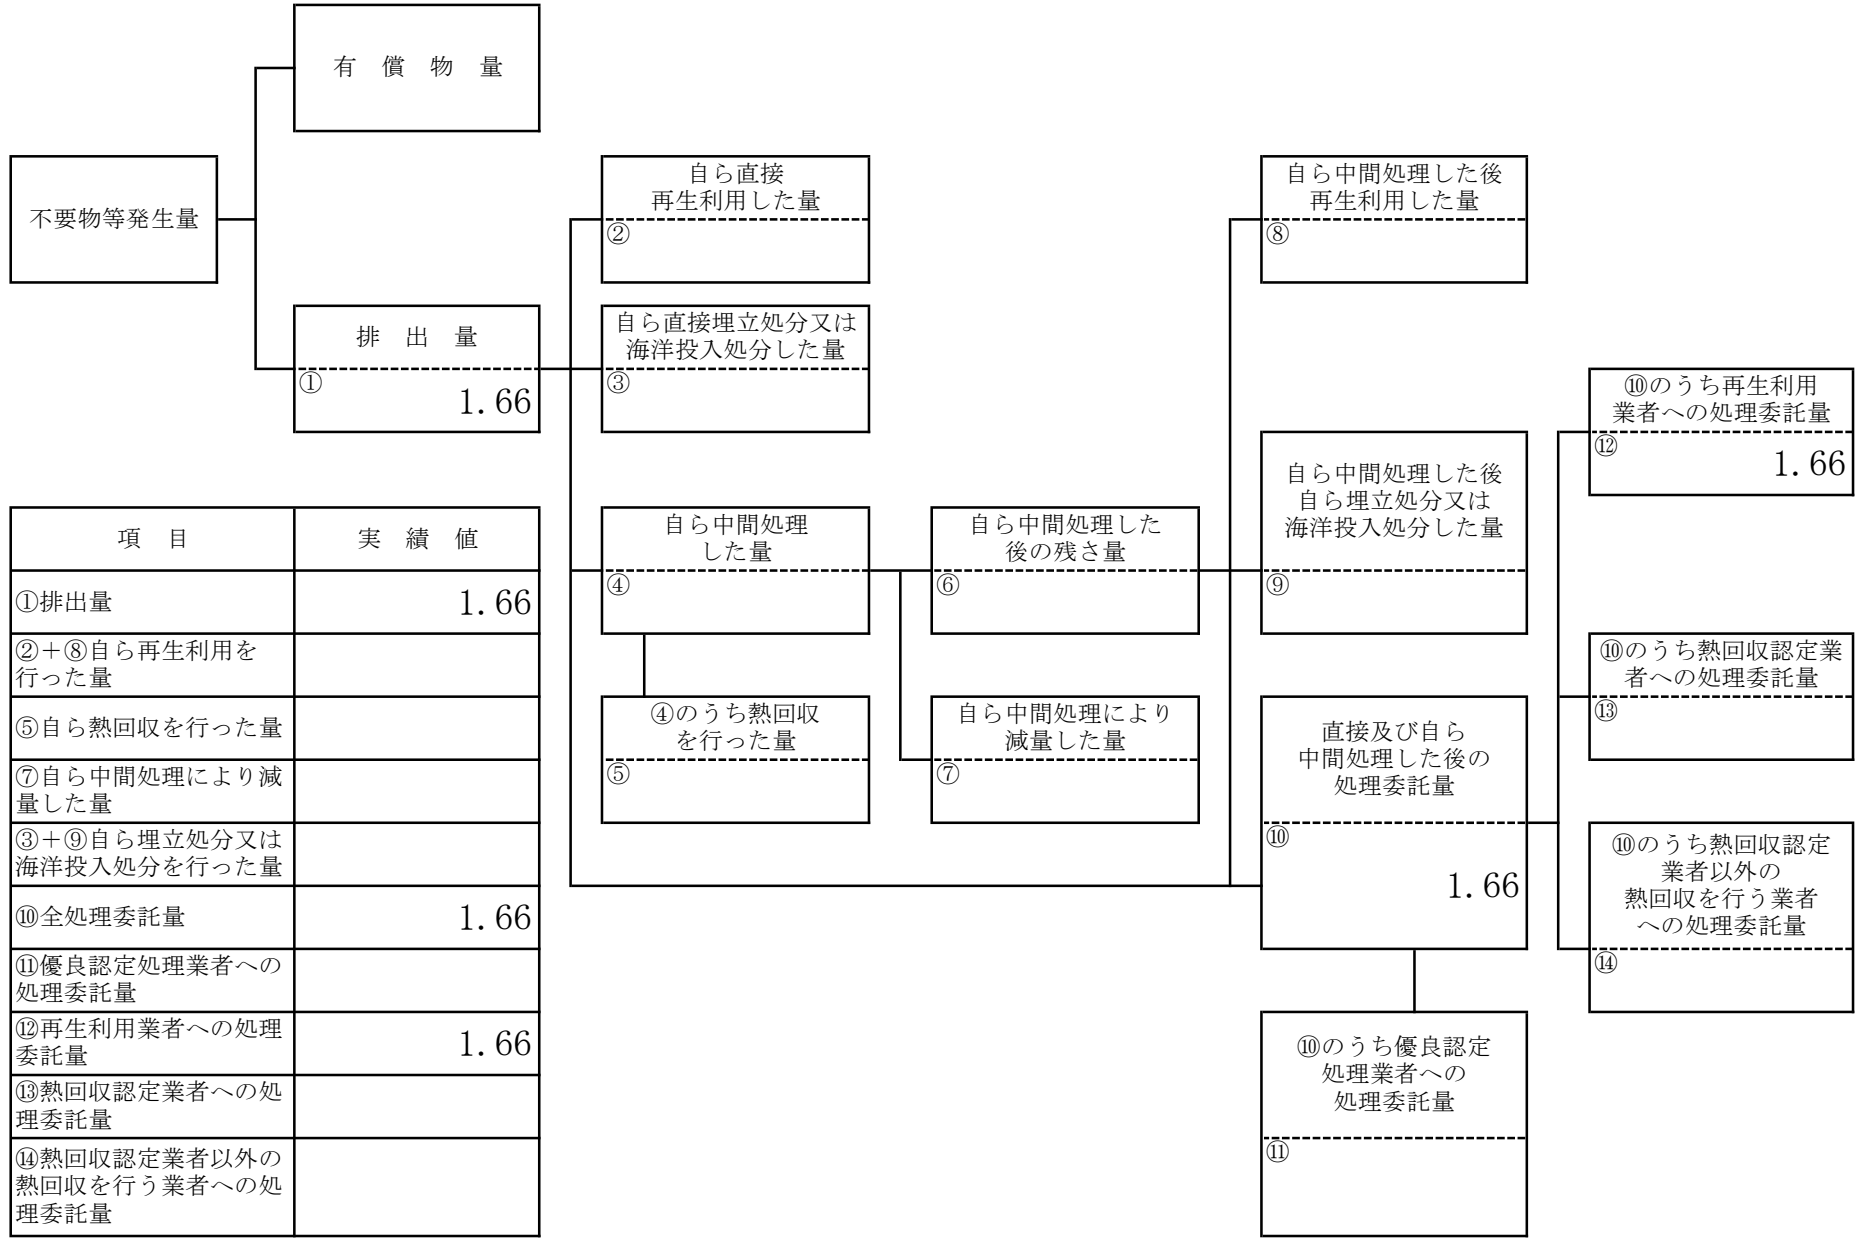 有　償　物　量
不要物等発生量
排　出　量
①
1.66
自ら直接
再生利用した量
②
自ら直接埋立処分又は
海洋投入処分した量
③
自ら中間処理
した量
④
④のうち熱回収
を行った量
⑤
自ら中間処理した
後の残さ量
⑥
自ら中間処理により
減量した量
⑦
自ら中間処理した後
再生利用した量
⑧
自ら中間処理した後
自ら埋立処分又は
海洋投入処分した量
⑨
直接及び自ら
中間処理した後の
処理委託量
⑩
1.66
⑩のうち優良認定
処理業者への
処理委託量
⑪
⑩のうち再生利用
業者への処理委託量
⑫
1.66
⑩のうち熱回収認定業
者への処理委託量
⑬
⑩のうち熱回収認定
業者以外の
熱回収を行う業者
への処理委託量
⑭
項　目
実　績　値
①排出量
1.66
②＋⑧自ら再生利用を
行った量
⑤自ら熱回収を行った量
⑦自ら中間処理により減
量した量
③＋⑨自ら埋立処分又は
海洋投入処分を行った量
⑩全処理委託量
1.66
⑪優良認定処理業者への
処理委託量
⑫再生利用業者への処理
委託量
1.66
⑬熱回収認定業者への処
理委託量
⑭熱回収認定業者以外の
熱回収を行う業者への処
理委託量